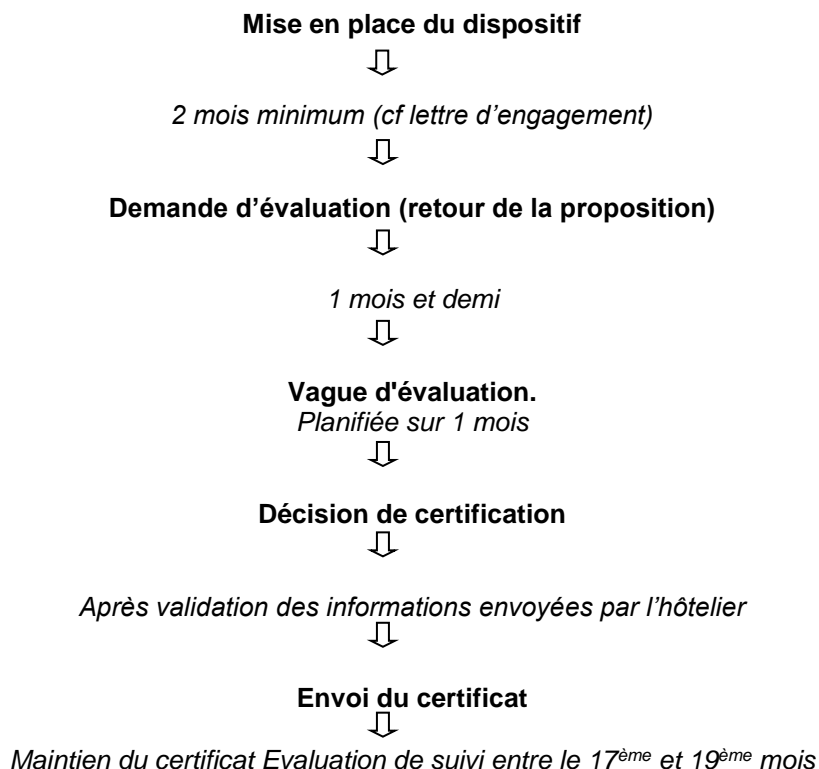 Mise en place du dispositif
2 mois minimum (cf lettre d’engagement)
Demande d’évaluation (retour de la proposition)
1 mois et demi
Vague d'évaluation.
Planifiée sur 1 mois
Décision de certification
Après validation des informations envoyées par l’hôtelier
Envoi du certificat
Maintien du certificat Evaluation de suivi entre le 17ème et 19ème mois